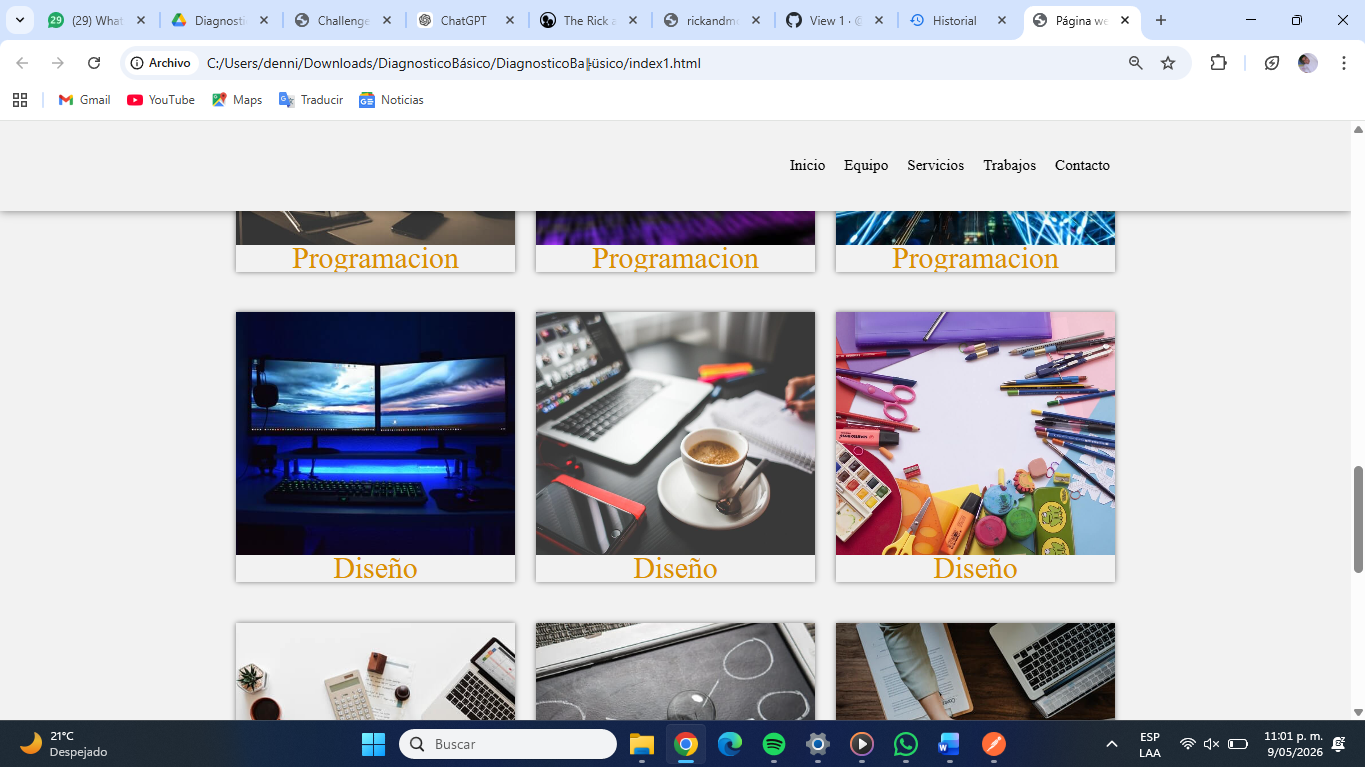 (29) What
Diagnosti
Challenge
ChatGPT
The Rick a
rickandm
View 1 · @
Historial
Página we
Archivo
C:/Users/denni/Downloads/DiagnosticoBásico/DiagnosticoBa├üsico/index1.html
Gmail
YouTube
Maps
Traducir
Noticias
Inicio
Equipo
Servicios
Trabajos
Contacto
Programacion
Programacion
Programacion
Diseño
Diseño
Diseño
21°C
Despejado
Buscar
ESP
LAA
11:01 p. m.
9/05/2026